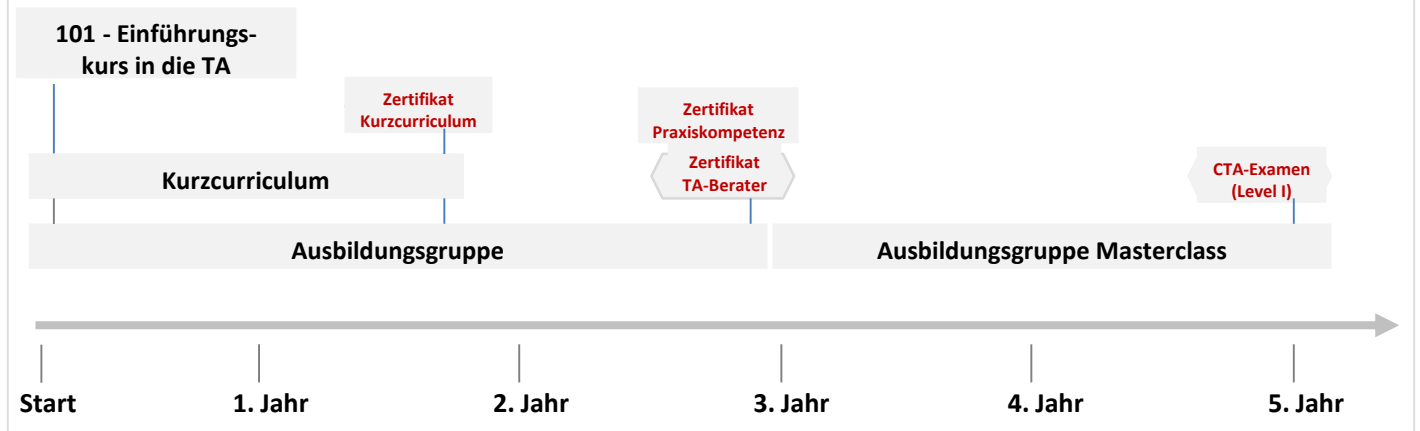 101 - Einführungs-
kurs in die TA
Zertifikat
Kurzcurriculum
Zertifikat
Praxiskompetenz
Zertifikat
TA-Berater
CTA-Examen
(Level I)
Kurzcurriculum
Ausbildungsgruppe
Ausbildungsgruppe Masterclass
Start
1. Jahr
2. Jahr
3. Jahr
4. Jahr
5. Jahr